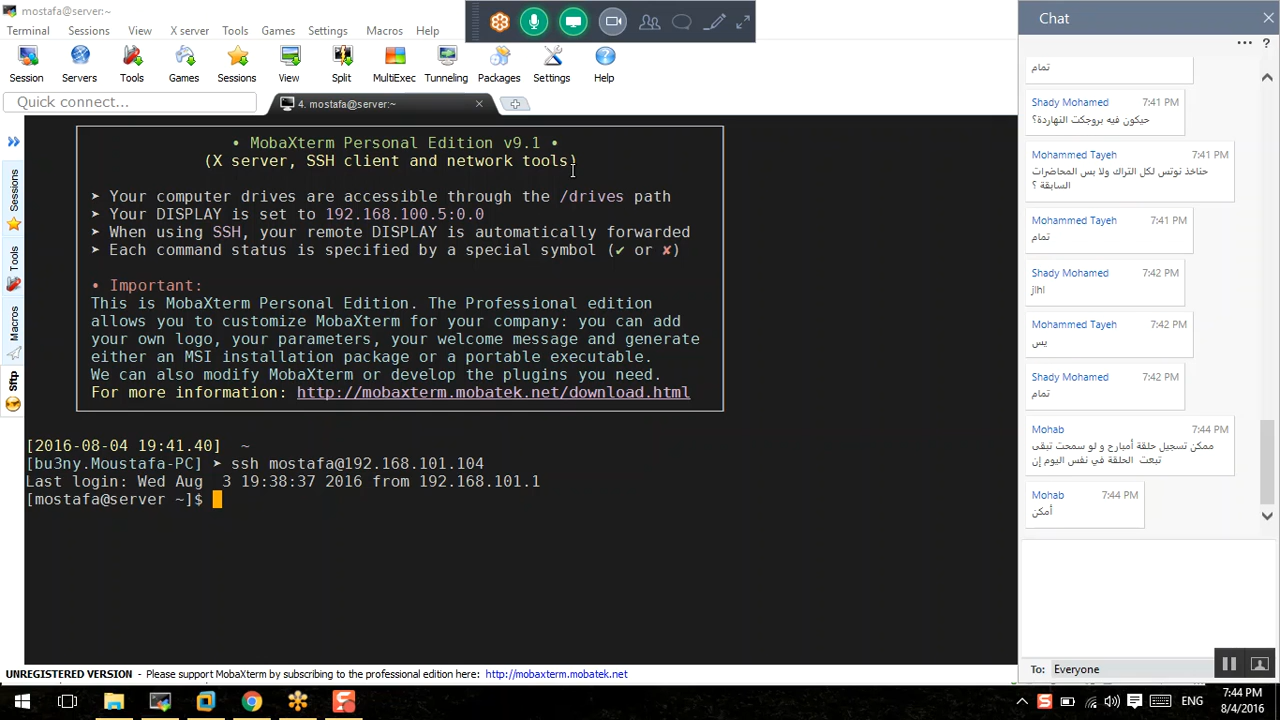 mostafa@server:~
Terminal Sessions View X server Tools Games Settings Macros Help
Session Servers Tools Games Sessions View Split MultiExec Tunneling Packages Settings Help
Quick connect...
4. mostafa@server:~
Sessions
Tools
Macros
Sftp
• MobaXterm Personal Edition v9.1 •
(X server, SSH client and network tools)
➤ Your computer drives are accessible through the /drives path
➤ Your DISPLAY is set to 192.168.100.5:0.0
➤ When using SSH, your remote DISPLAY is automatically forwarded
➤ Each command status is specified by a special symbol (✔ or ✘)
• Important:
This is MobaXterm Personal Edition. The Professional edition
allows you to customize MobaXterm for your company: you can add
your own logo, your parameters, your welcome message and generate
either an MSI installation package or a portable executable.
We can also modify MobaXterm or develop the plugins you need.
For more information: http://mobaxterm.mobatek.net/download.html
[2016-08-04 19:41.40] ~
[bu3ny.Moustafa-PC] ➤ ssh mostafa@192.168.101.104
Last login: Wed Aug  3 19:38:37 2016 from 192.168.101.1
[mostafa@server ~]$
UNREGISTERED VERSION - Please support MobaXterm by subscribing to the professional edition here: http://mobaxterm.mobatek.net
Chat
... ?
تمام
Shady Mohamed 7:41 PM
حيكون فيه بروجكت النهاردة؟
Mohammed Tayeh 7:41 PM
حناخذ نوتس لكل التراك ولا بس المحاضرات
السابقة ؟
Mohammed Tayeh 7:41 PM
تمام
Shady Mohamed 7:42 PM
اهاا
Mohammed Tayeh 7:42 PM
يس
Shady Mohamed 7:42 PM
تمام
Mohab 7:44 PM
ممكن تسجيل حلقة أمبارح و لو سمحت تبقى
تبعت الحلقة في نفس اليوم إن
Mohab 7:44 PM
أمكن
To: Everyone
ENG
7:44 PM
8/4/2016